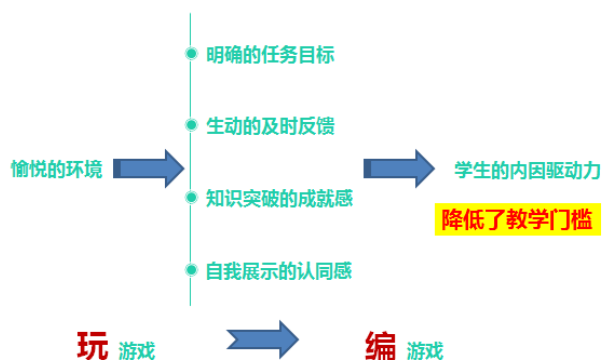 明确的任务目标
生动的及时反馈
愉悦的环境
学生的内因驱动力
知识突破的成就感
降低了教学门槛
自我展示的认同感
玩 游戏
编 游戏